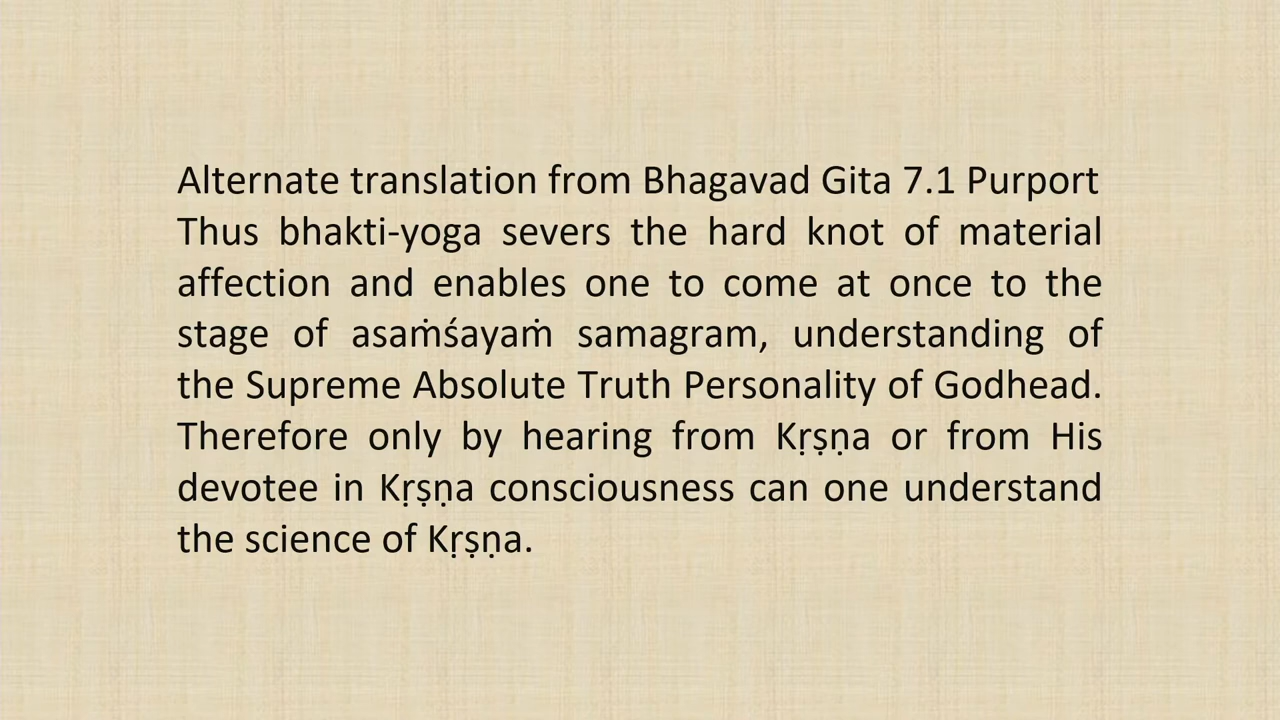 Alternate translation from Bhagavad Gita 7.1 Purport
Thus bhakti-yoga severs the hard knot of material
affection and enables one to come at once to the
stage of asaṁśayaṁ samagram, understanding of
the Supreme Absolute Truth Personality of Godhead.
Therefore only by hearing from Kṛṣṇa or from His
devotee in Kṛṣṇa consciousness can one understand
the science of Kṛṣṇa.